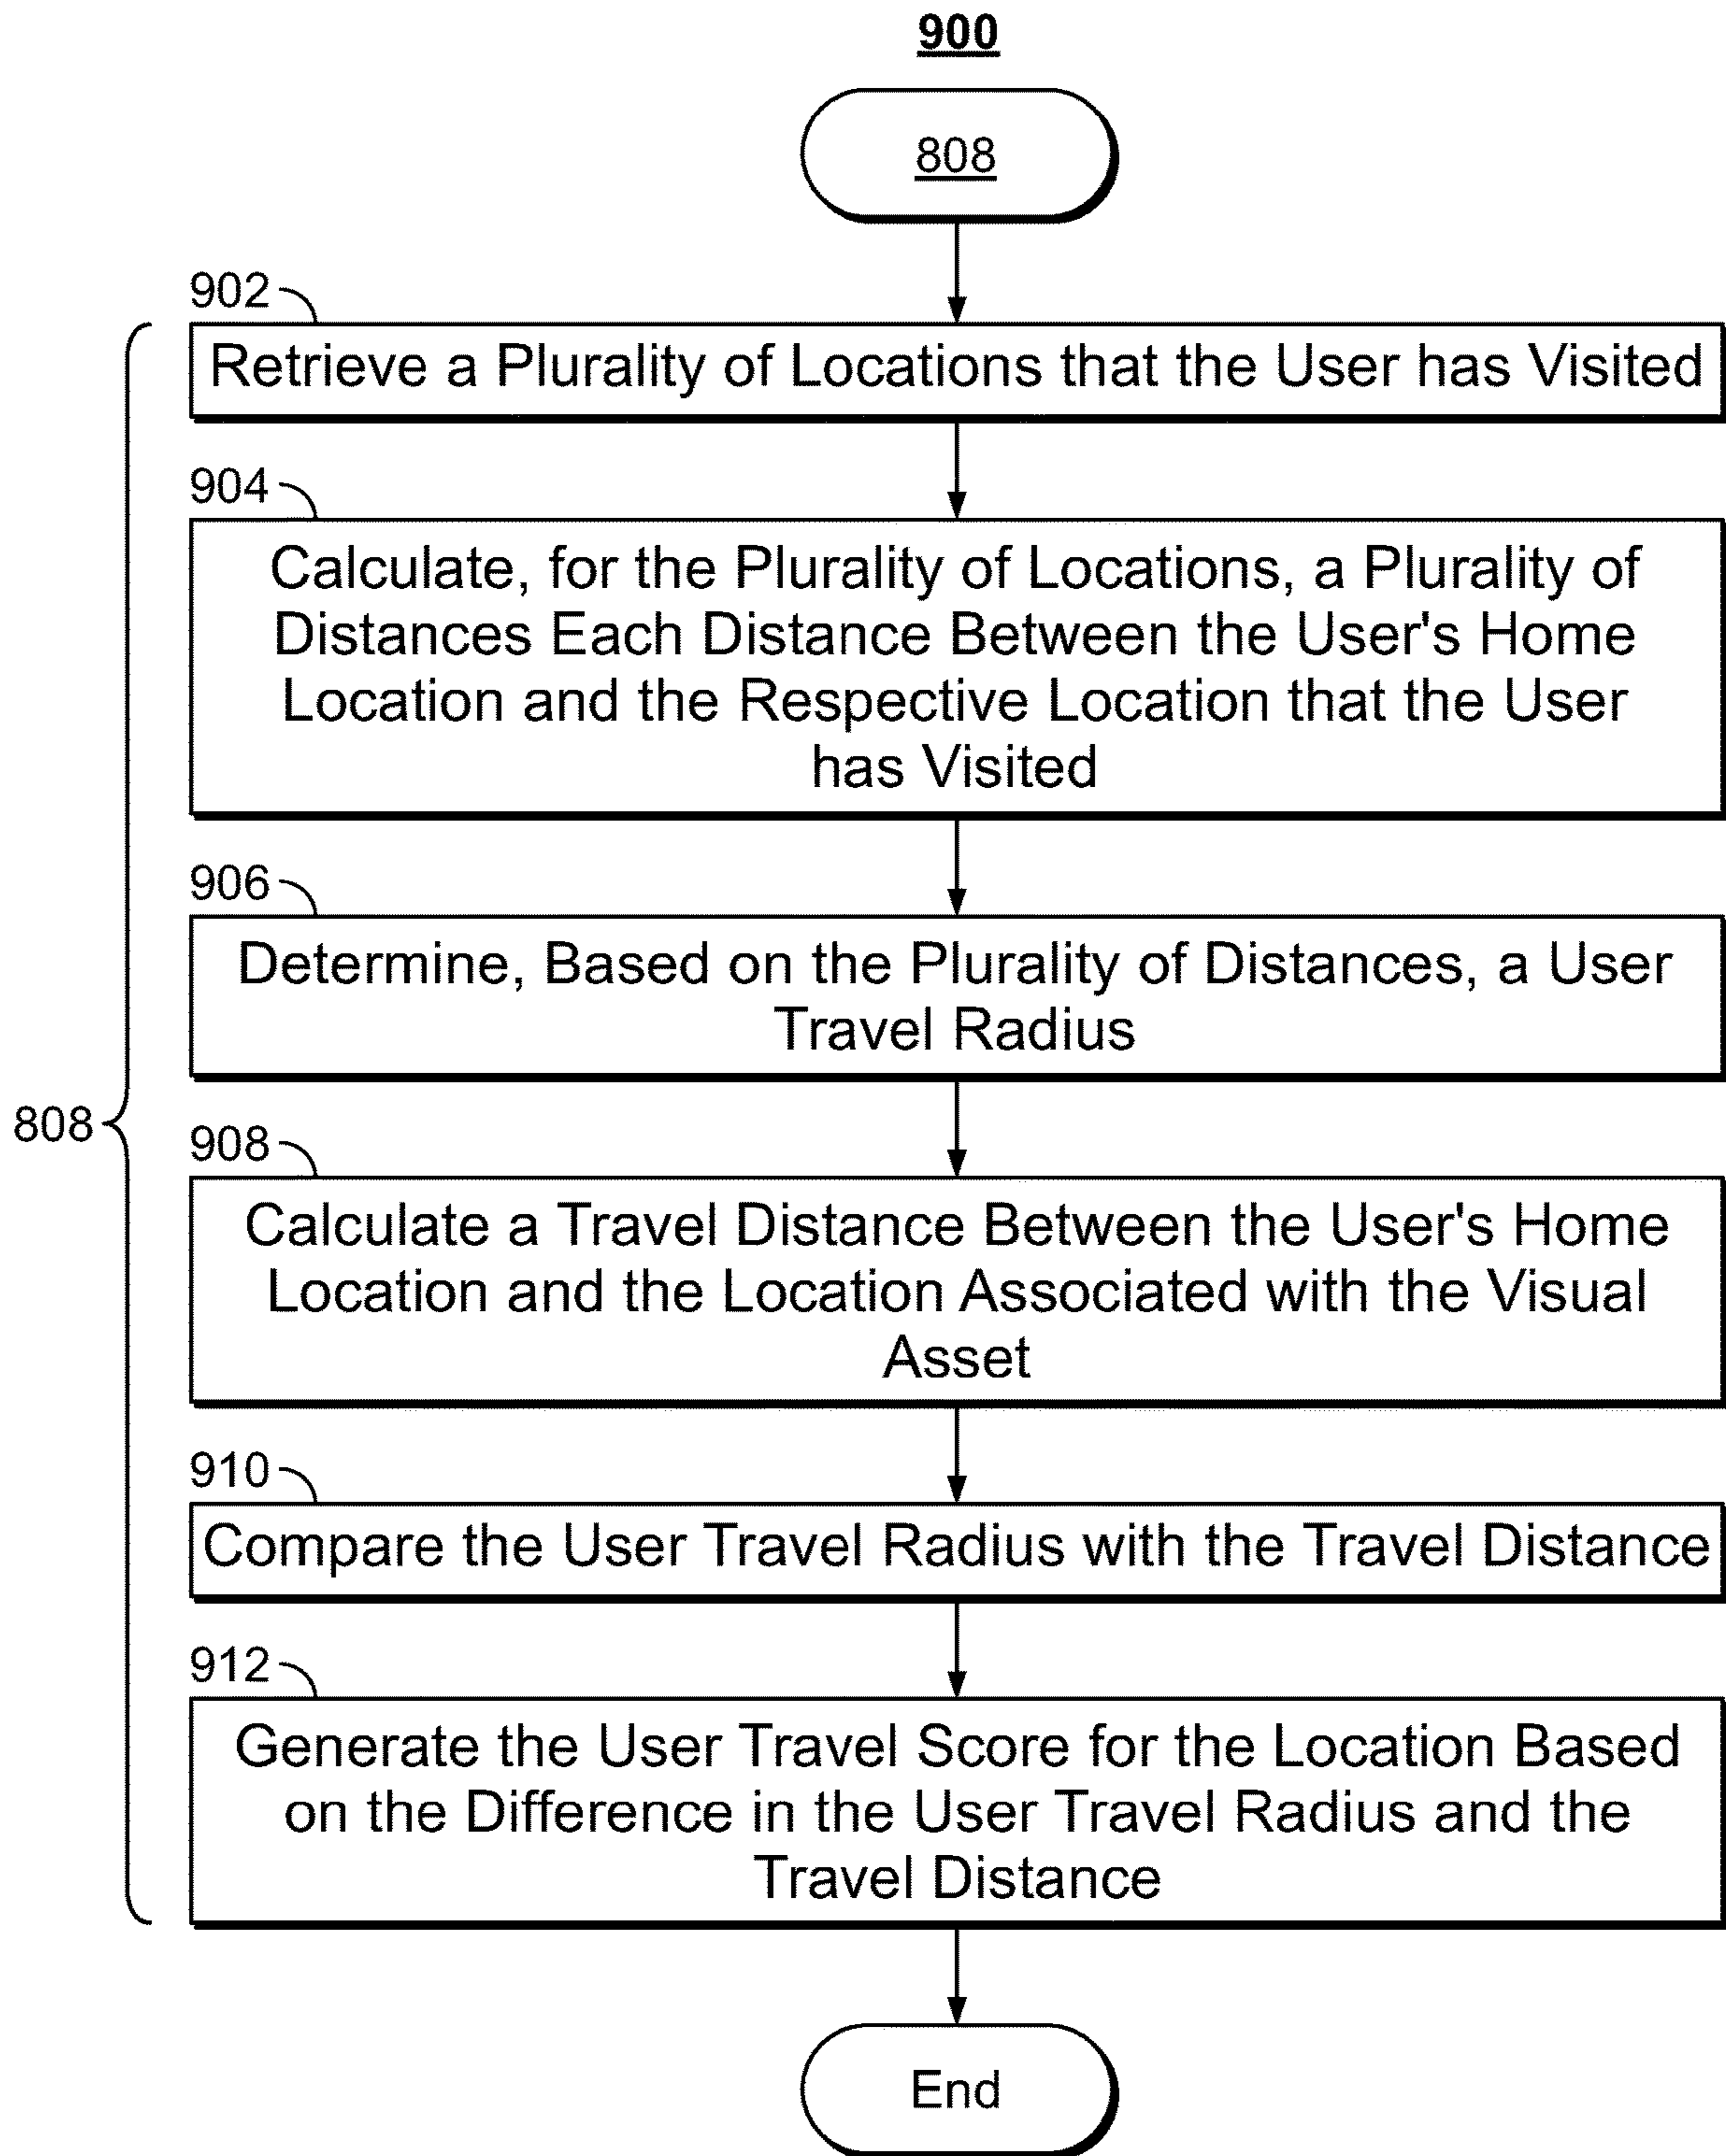 900
808
902
Retrieve a Plurality of Locations that the User has Visited
904
Calculate, for the Plurality of Locations, a Plurality of
Distances Each Distance Between the User's Home
Location and the Respective Location that the User
has Visited
906
Determine, Based on the Plurality of Distances, a User
Travel Radius
808
908
Calculate a Travel Distance Between the User's Home
Location and the Location Associated with the Visual
Asset
910
Compare the User Travel Radius with the Travel Distance
912
Generate the User Travel Score for the Location Based
on the Difference in the User Travel Radius and the
Travel Distance
End